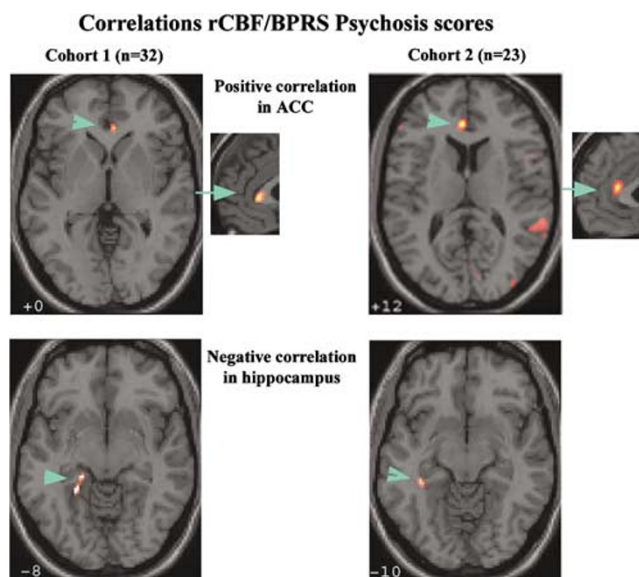 Correlations rCBF/BPRS Psychosis scores
Cohort 1 (n=32)
Cohort 2 (n=23)
Positive correlation
in ACC
+0
+12
Negative correlation
in hippocampus
−8
−10